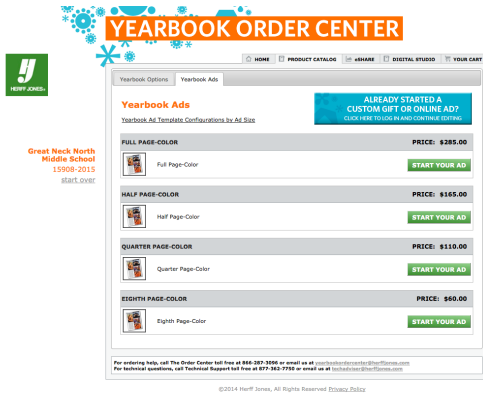 YEARBOOK ORDER CENTER
HOME PRODUCT CATALOG eSHARE DIGITAL STUDIO YOUR CART
HERFF JONES
Yearbook Options Yearbook Ads
Yearbook Ads
ALREADY STARTED A
CUSTOM GIFT OR ONLINE AD?
CLICK HERE TO LOG IN AND CONTINUE EDITING
Yearbook Ad Template Configurations by Ad Size
Great Neck North
Middle School
15908-2015
start over
FULL PAGE-COLOR PRICE: $285.00
Full Page-Color START YOUR AD
HALF PAGE-COLOR PRICE: $165.00
Half Page-Color START YOUR AD
QUARTER PAGE-COLOR PRICE: $110.00
Quarter Page-Color START YOUR AD
EIGHTH PAGE-COLOR PRICE: $60.00
Eighth Page-Color START YOUR AD
For ordering help, call The Order Center toll free at 866-287-3096 or email us at yearbookordercenter@herffjones.com
For technical questions, call Technical Support toll free at 877-362-7750 or email us at techadvisor@herffjones.com
©2014 Herff Jones, All Rights Reserved Privacy Policy